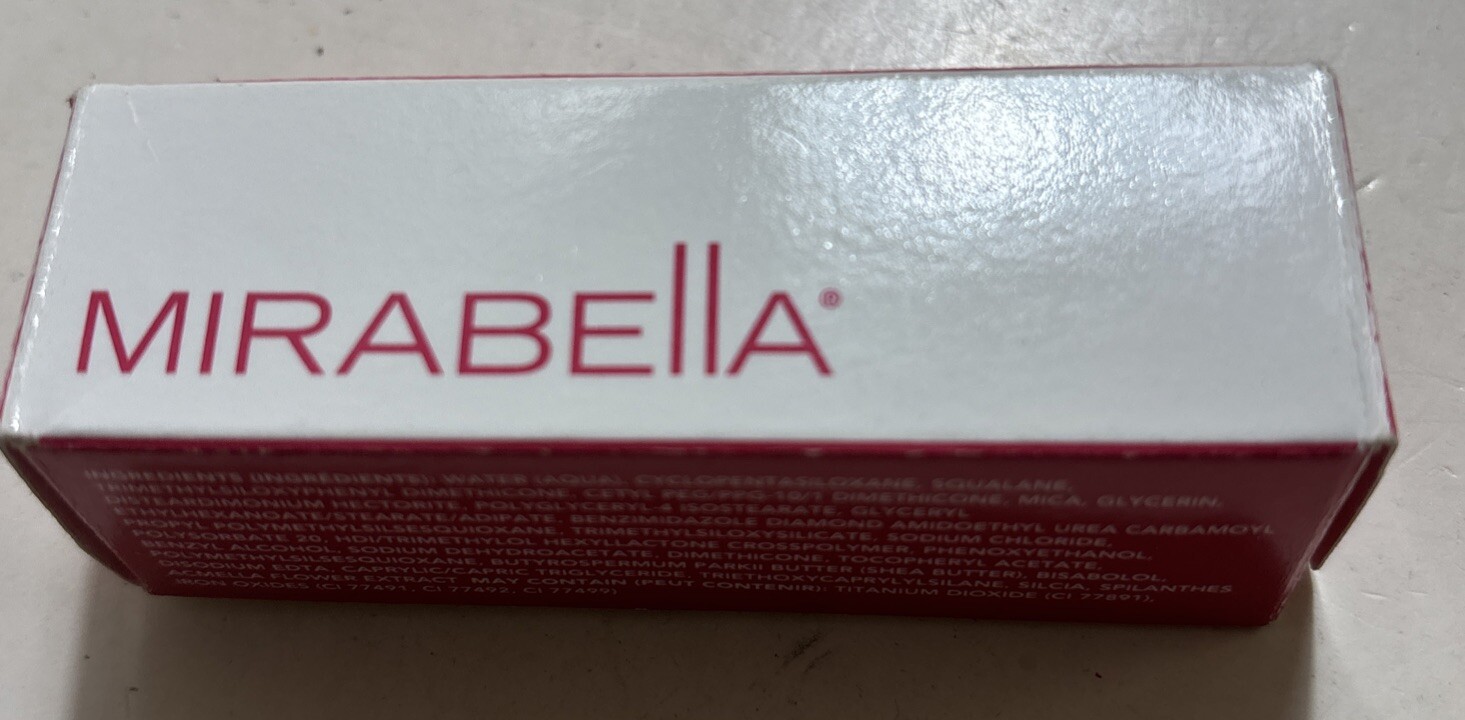 MIRABEllA®
INGREDIENTS (INGRÉDIENTS): WATER (AQUA), CYCLOPENTASILOXANE, SQUALANE,
DIMETHYLSILOXY/PHENYL DIMETHICONE, CETYL PEG/PPG-10/1 DIMETHICONE, MICA, GLYCERIN,
DISTEARDIMONIUM HECTORITE, POLYGLYCERYL-4 ISOSTEARATE, GLYCERYL
STEARATE/ADIPATE, BENZIMIDAZOLE DIAMOND AMIDOETHYL UREA CARBAMOYL
PROPYL POLYMETHYLSILSESQUIOXANE, TRIMETHYLSILOXYSILICATE, SODIUM CHLORIDE,
POLYSORBATE 20, HDI/TRIMETHYLOL HEXYLLACTONE CROSSPOLYMER, PHENOXYETHANOL,
BENZYL ALCOHOL, SODIUM DEHYDROACETATE, DIMETHICONE, TOCOPHERYL ACETATE,
POLYMETHYLSILSESQUIOXANE, BUTYROSPERMUM PARKII BUTTER (SHEA BUTTER), BISABOLOL,
DISODIUM EDTA, CAPRYLIC/CAPRIC TRIGLYCERIDE, TRIETHOXYCAPRYLYLSILANE, SILICA, SPILANTHES
ACMELLA FLOWER EXTRACT. MAY CONTAIN (PEUT CONTENIR): TITANIUM DIOXIDE (CI 77891),
IRON OXIDES (CI 77491, CI 77492, CI 77499)